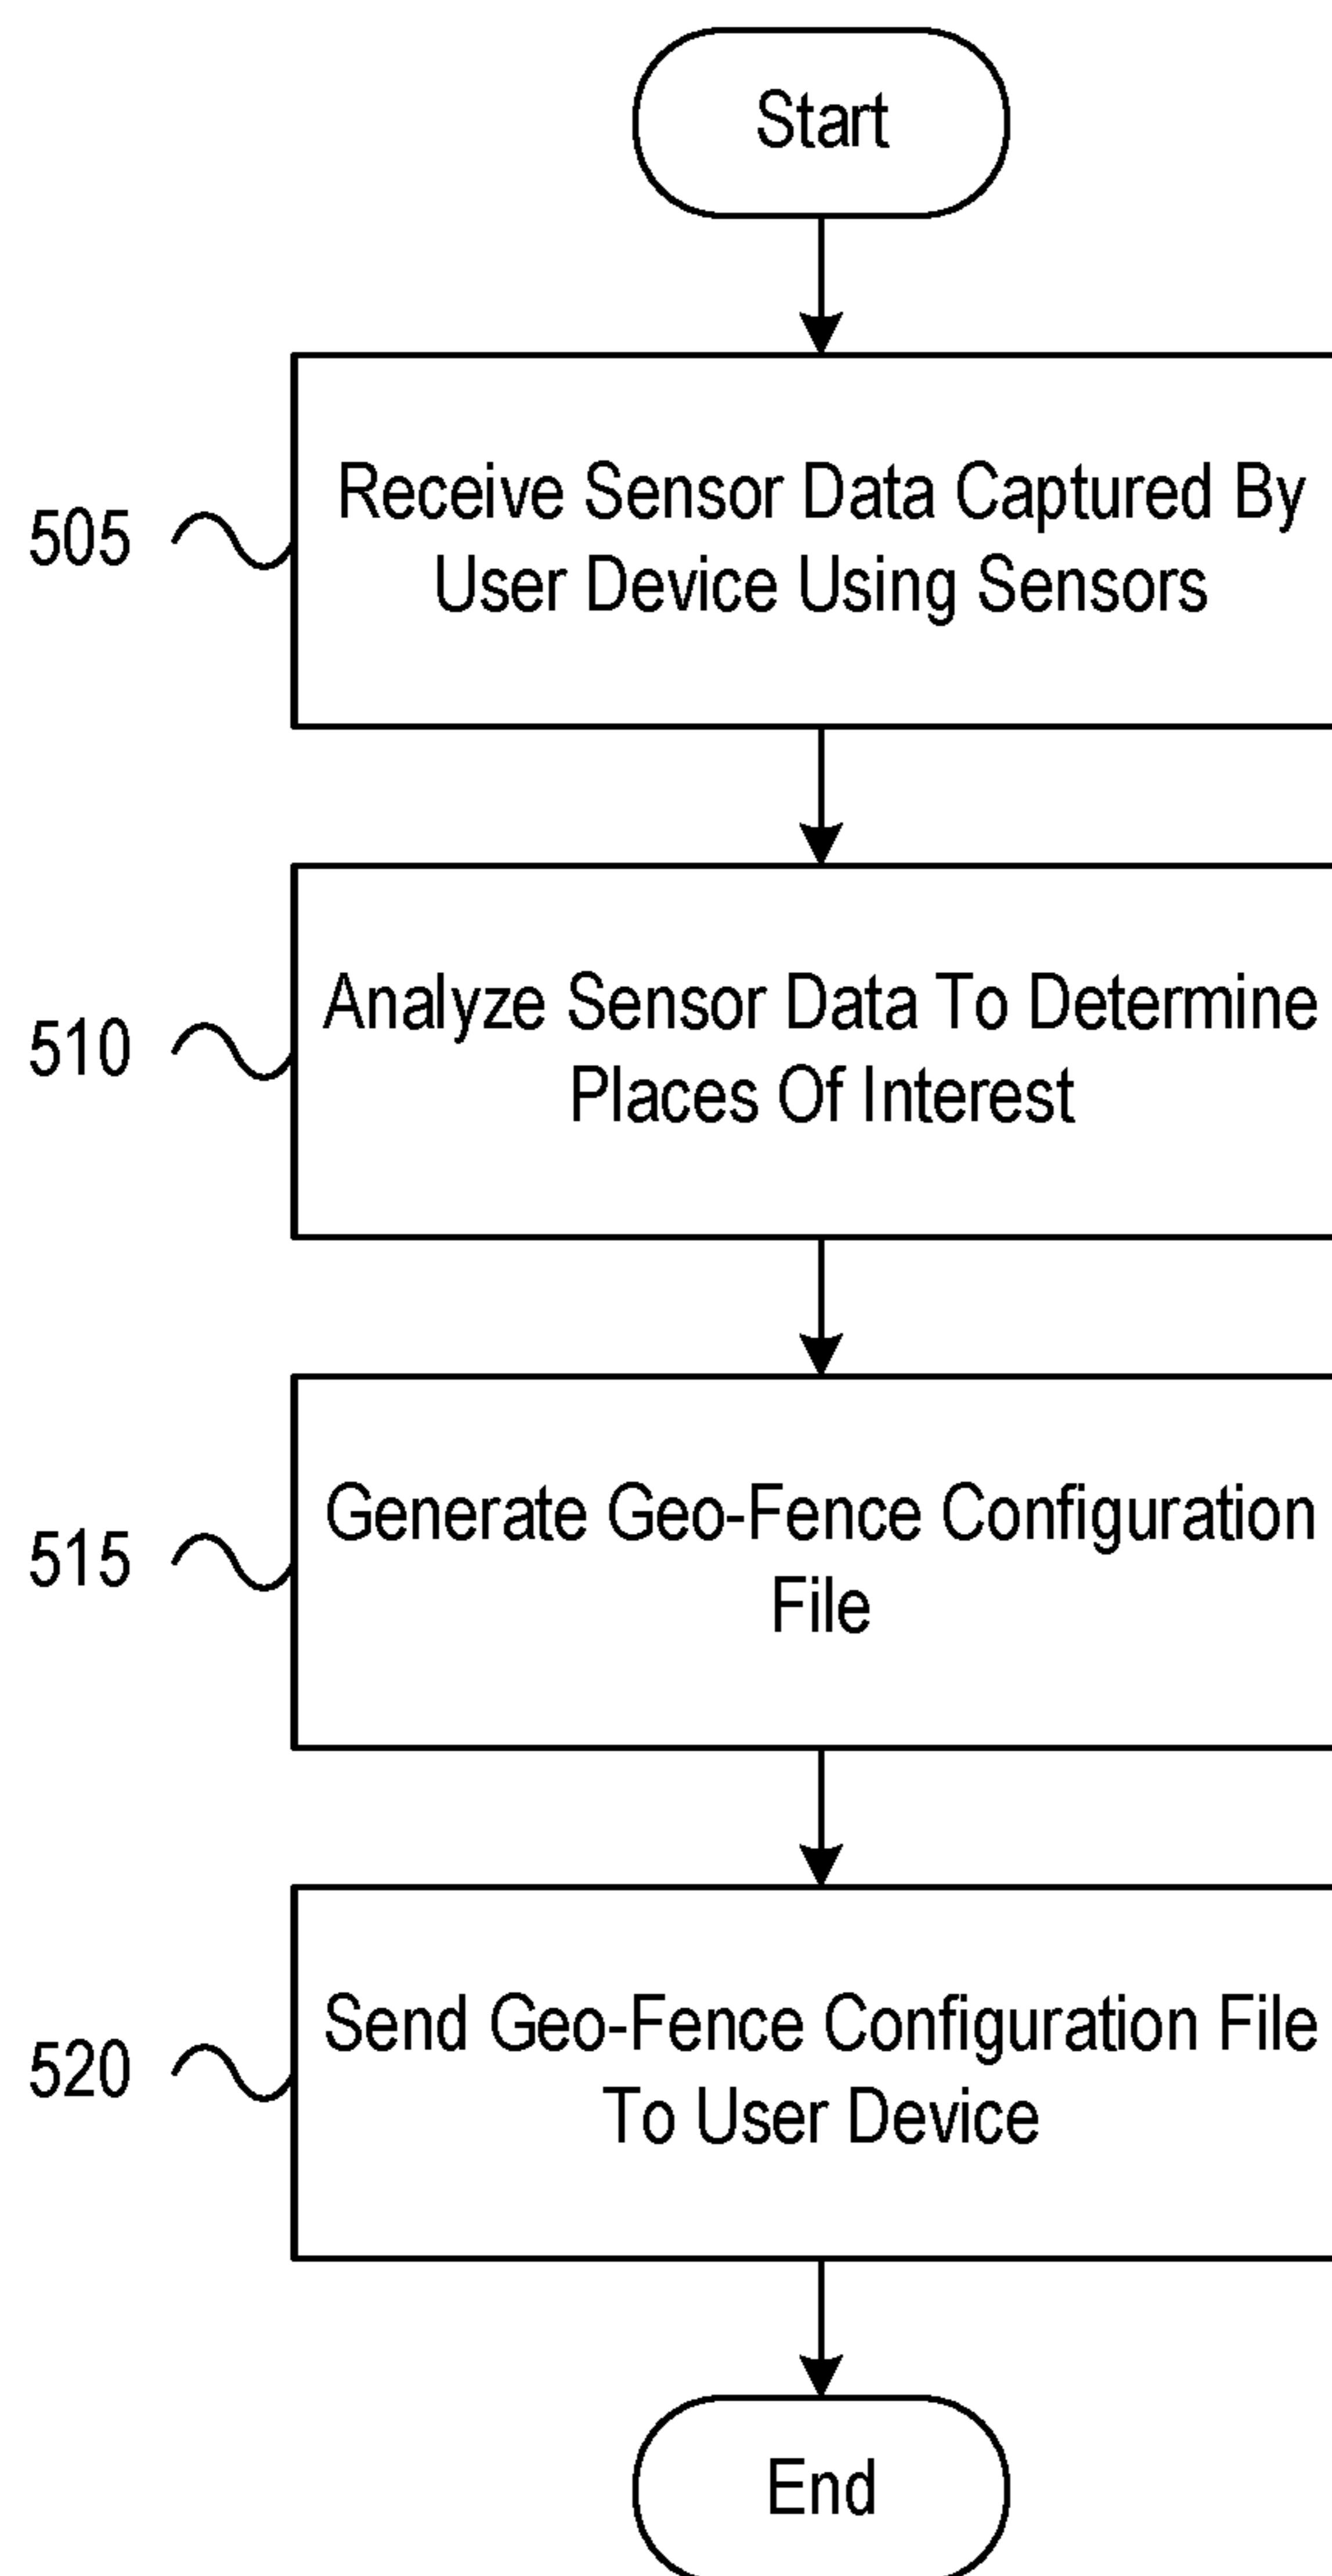 Start
505
Receive Sensor Data Captured By
User Device Using Sensors
510
Analyze Sensor Data To Determine
Places Of Interest
515
Generate Geo-Fence Configuration
File
520
Send Geo-Fence Configuration File
To User Device
End